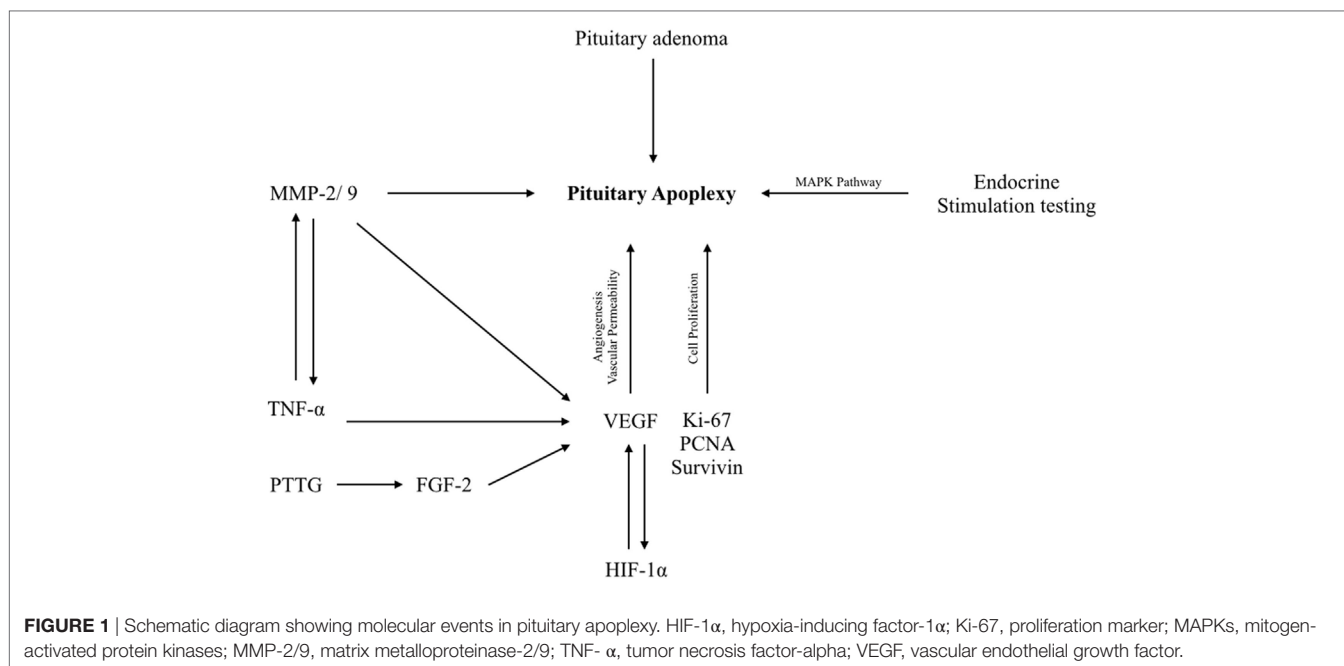 Pituitary adenoma
MMP-2/ 9
Pituitary Apoplexy
MAPK Pathway
Endocrine
Stimulation testing
Angiogenesis
Vascular Permeability
Cell Proliferation
TNF-α
VEGF
Ki-67
PCNA
Survivin
PTTG
FGF-2
HIF-1α
FIGURE 1 | Schematic diagram showing molecular events in pituitary apoplexy. HIF-1α, hypoxia-inducing factor-1α; Ki-67, proliferation marker; MAPKs, mitogen-
activated protein kinases; MMP-2/9, matrix metalloproteinase-2/9; TNF- α, tumor necrosis factor-alpha; VEGF, vascular endothelial growth factor.